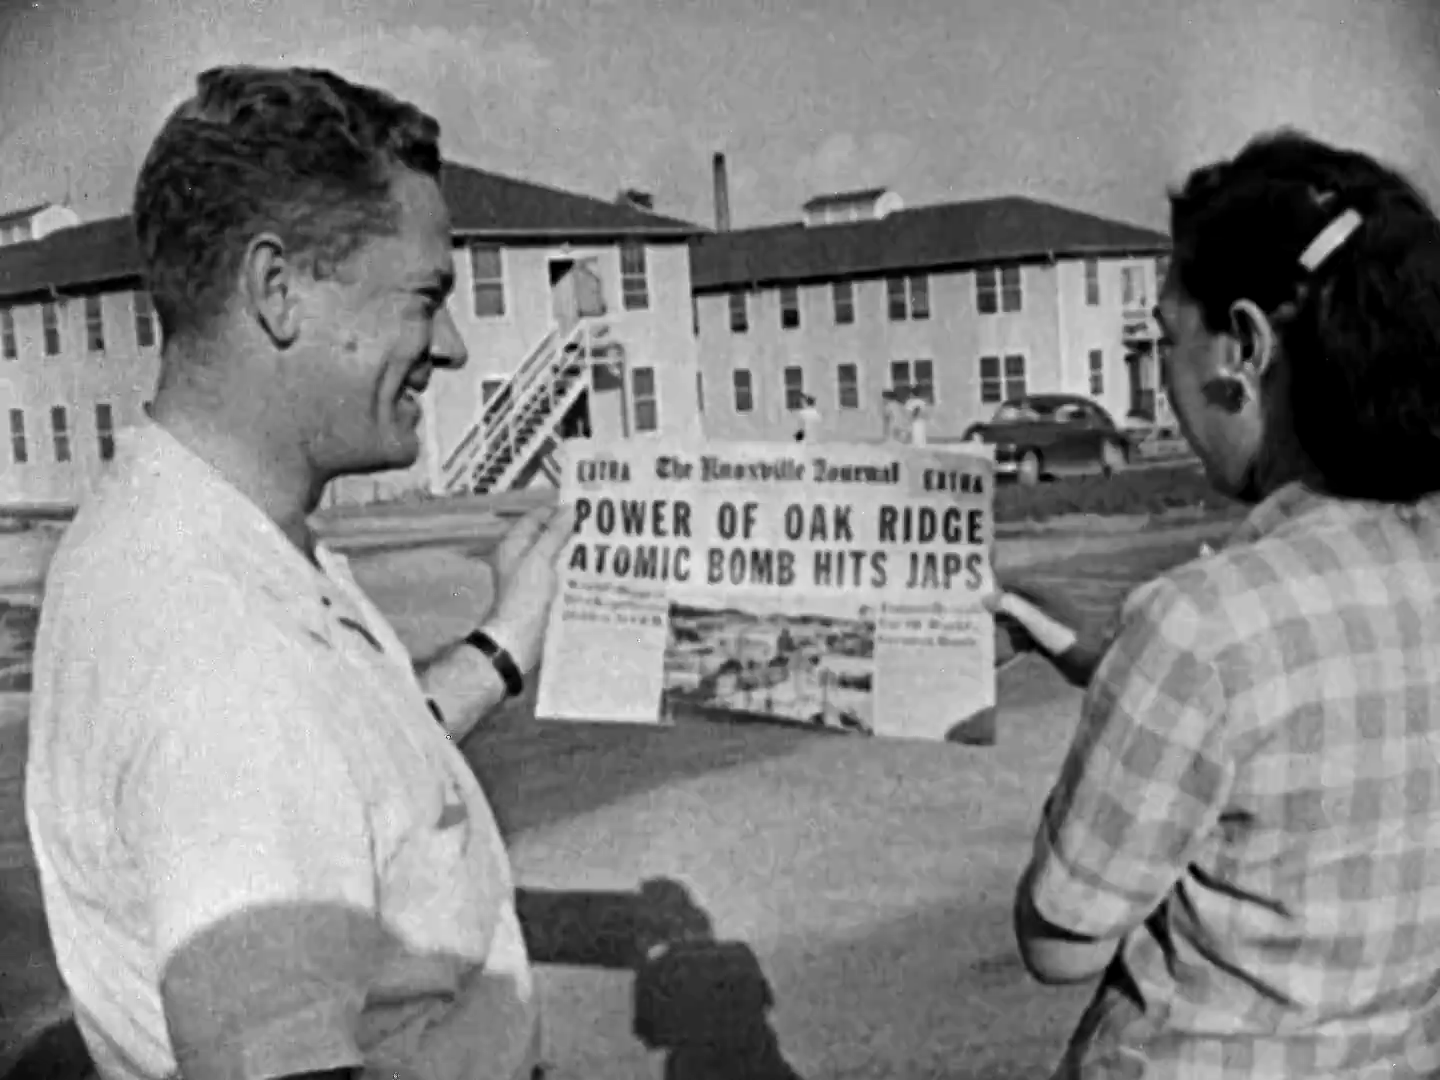 EXTRA The Knoxville Journal EXTRA
POWER OF OAK RIDGE
ATOMIC BOMB HITS JAPS